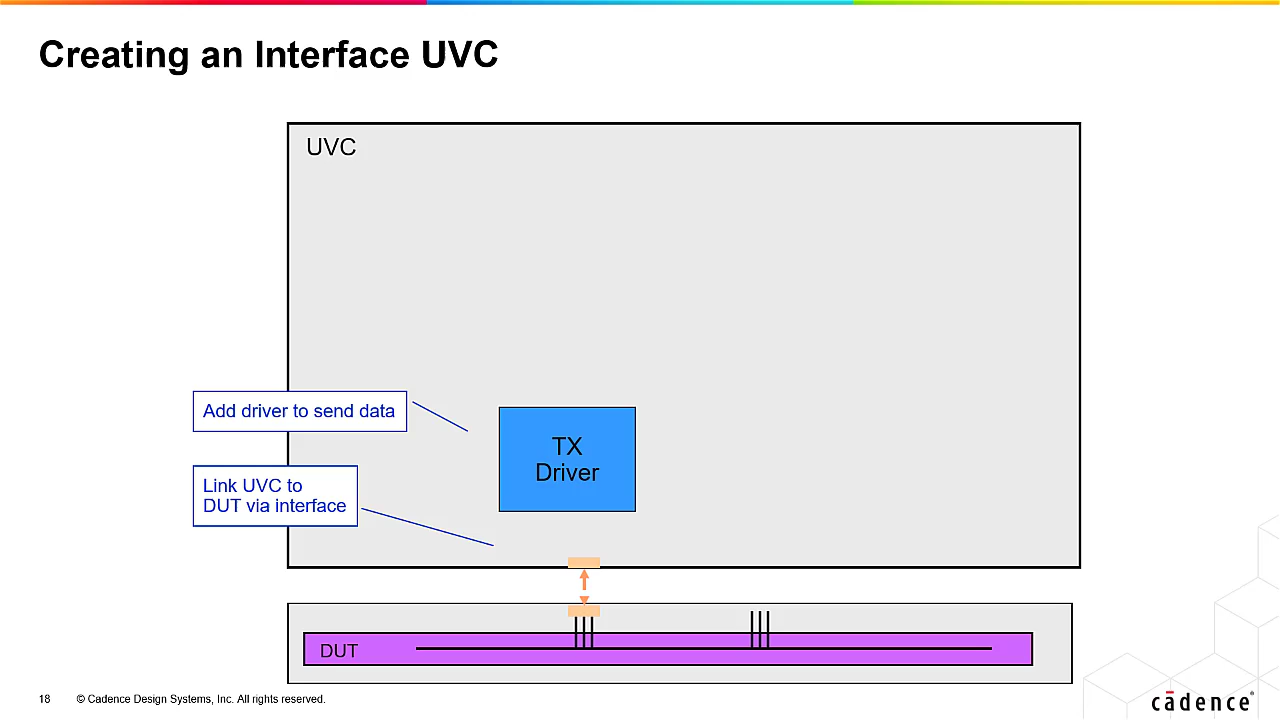 Creating an Interface UVC
UVC
Add driver to send data
TX
Driver
Link UVC to
DUT via interface
DUT
18 © Cadence Design Systems, Inc. All rights reserved.
cādence®